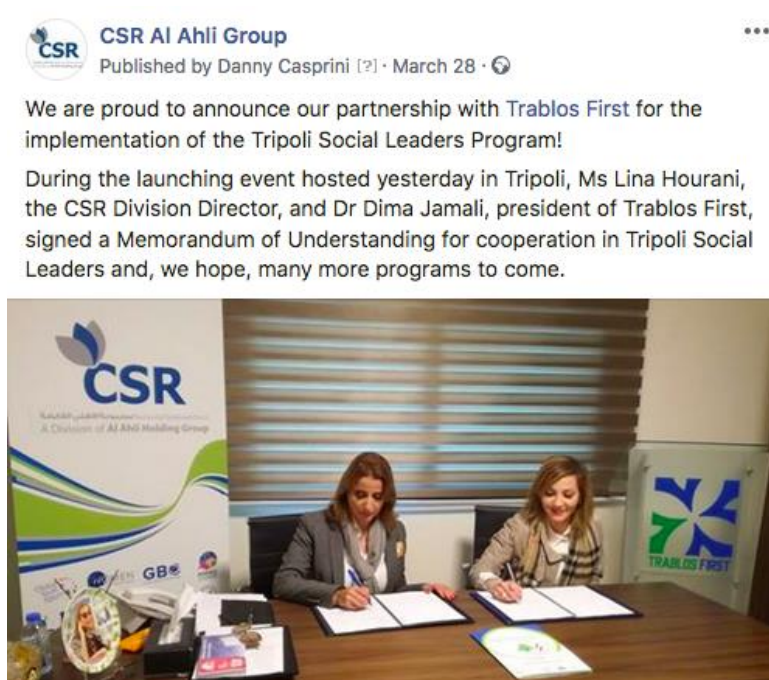 CSR Al Ahli Group
Published by Danny Casprini [?] · March 28 ·
We are proud to announce our partnership with Trablos First for the
implementation of the Tripoli Social Leaders Program!
During the launching event hosted yesterday in Tripoli, Ms Lina Hourani,
the CSR Division Director, and Dr Dima Jamali, president of Trablos First,
signed a Memorandum of Understanding for cooperation in Tripoli Social
Leaders and, we hope, many more programs to come.
CSR
CSR
A Division of Al Ahli Holding Group
GBO
TRABLOS FIRST